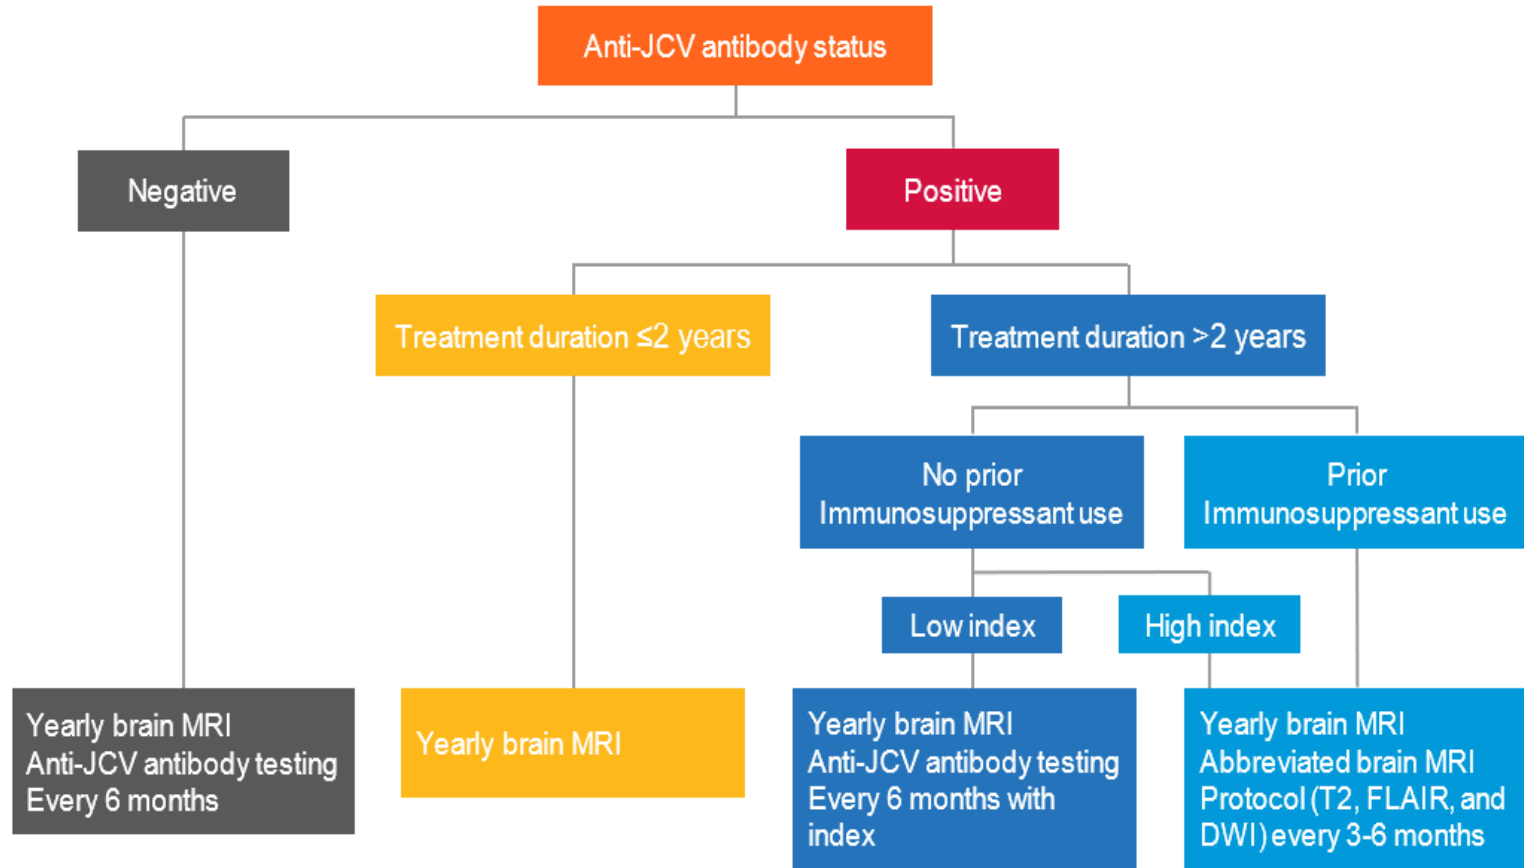 Anti-JCV antibody status
Negative
Positive
Treatment duration ≤2 years
Treatment duration >2 years
No prior
Immunosuppressant use
Prior
Immunosuppressant use
Low index
High index
Yearly brain MRI
Anti-JCV antibody testing
Every 6 months
Yearly brain MRI
Yearly brain MRI
Anti-JCV antibody testing
Every 6 months with
index
Yearly brain MRI
Abbreviated brain MRI
Protocol (T2, FLAIR, and
DWI) every 3-6 months